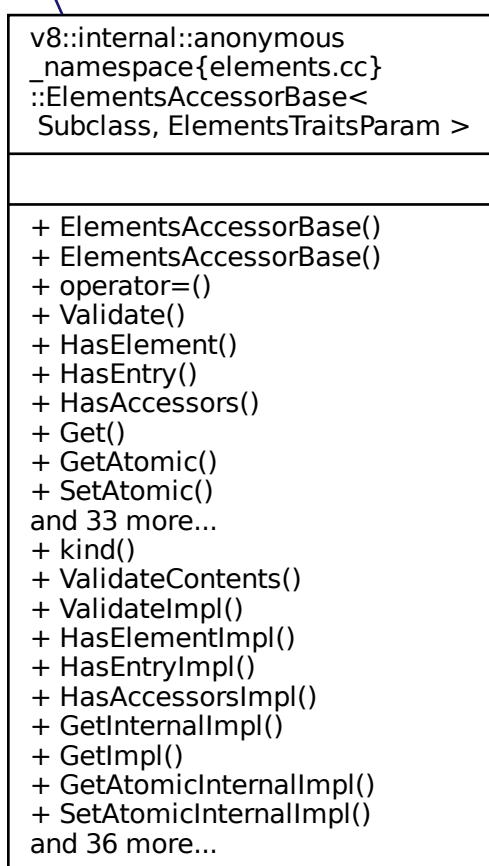 v8::internal::anonymous
_namespace{elements.cc}
::ElementsAccessorBase<
Subclass, ElementsTraitsParam >
+ ElementsAccessorBase()
+ ElementsAccessorBase()
+ operator=()
+ Validate()
+ HasElement()
+ HasEntry()
+ HasAccessors()
+ Get()
+ GetAtomic()
+ SetAtomic()
and 33 more...
+ kind()
+ ValidateContents()
+ ValidateImpl()
+ HasElementImpl()
+ HasEntryImpl()
+ HasAccessorsImpl()
+ GetInternalImpl()
+ GetImpl()
+ GetAtomicInternalImpl()
+ SetAtomicInternalImpl()
and 36 more...